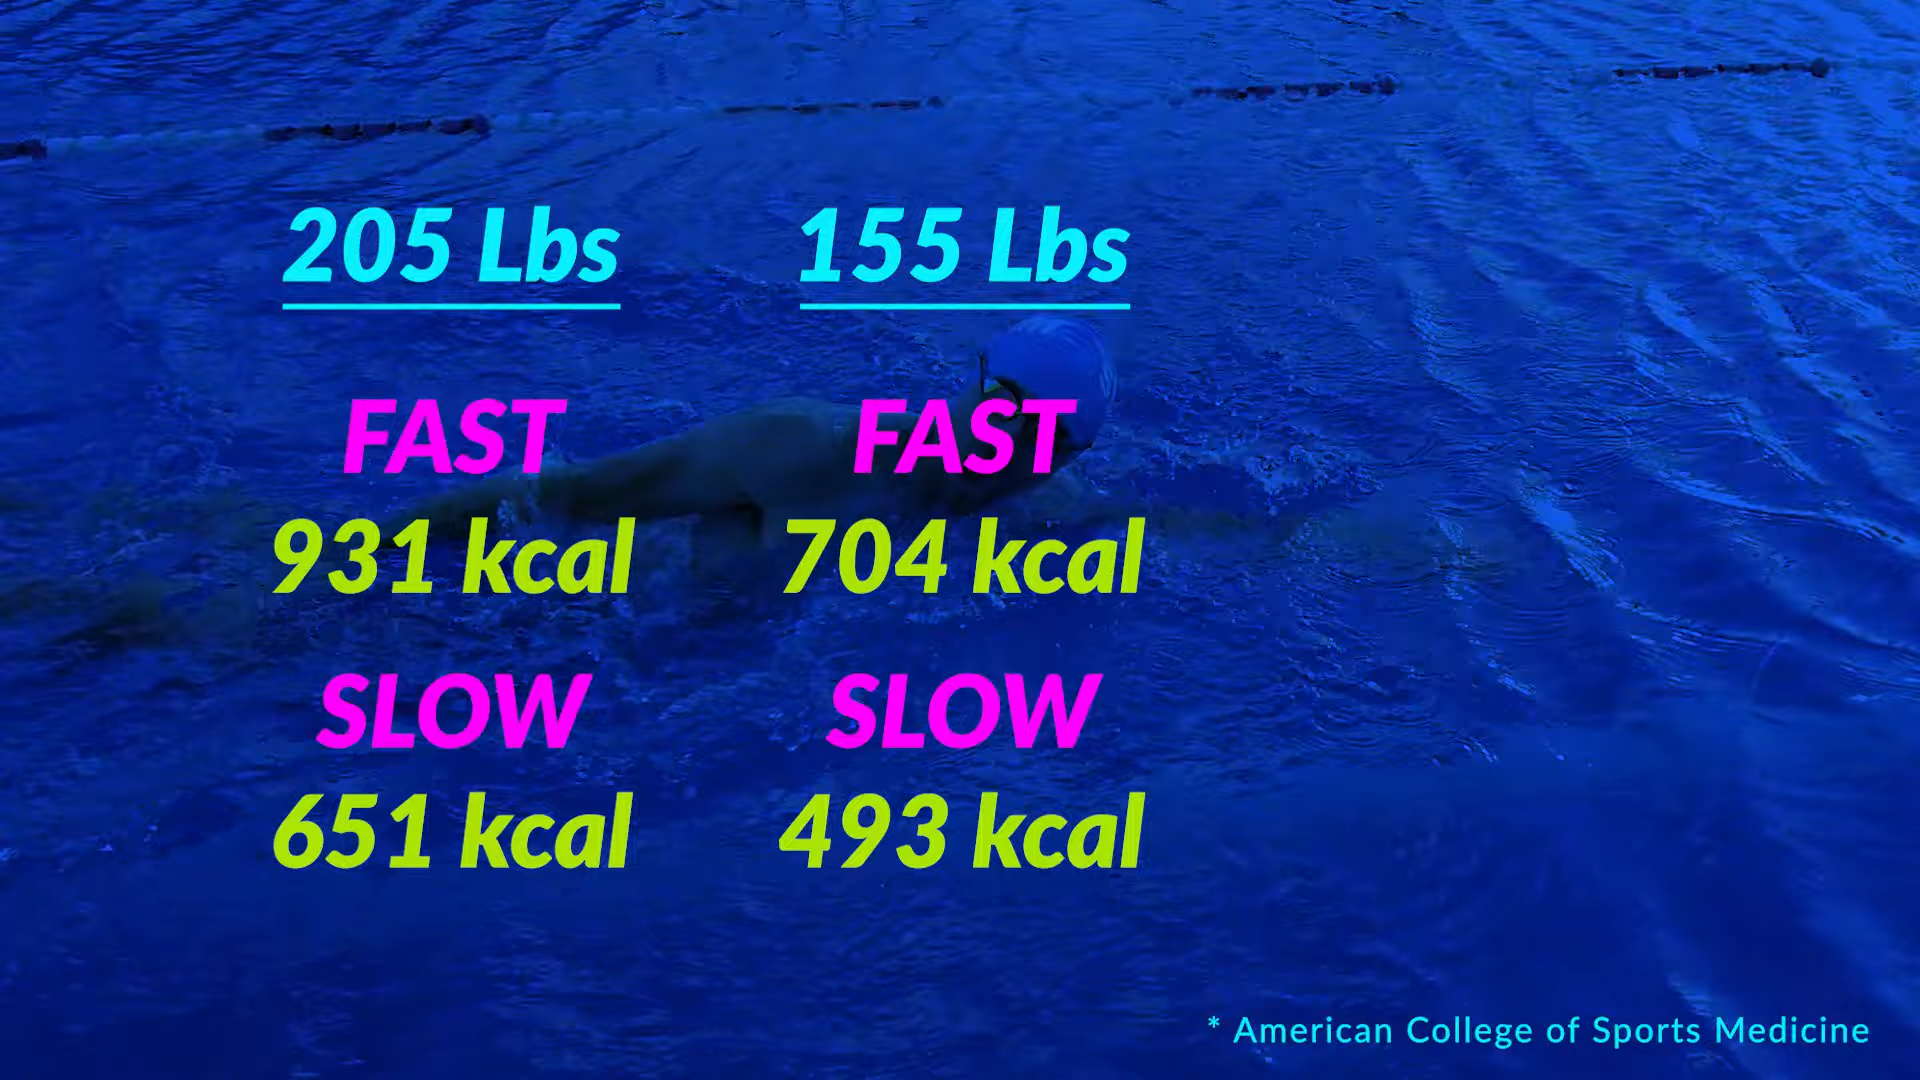 205 Lbs
FAST
931 kcal
SLOW
651 kcal
155 Lbs
FAST
704 kcal
SLOW
493 kcal
* American College of Sports Medicine